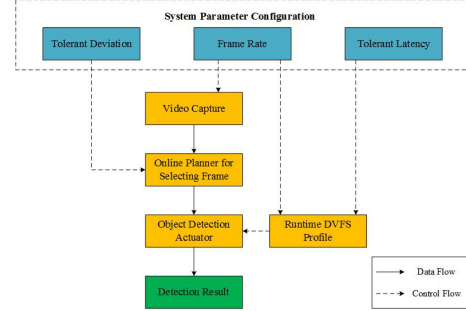 System Parameter Configuration
Tolerant Deviation
Frame Rate
Tolerant Latency
Video Capture
Online Planner for
Selecting Frame
Object Detection
Actuator
Runtime DVFS
Profile
Detection Result
Data Flow
Control Flow